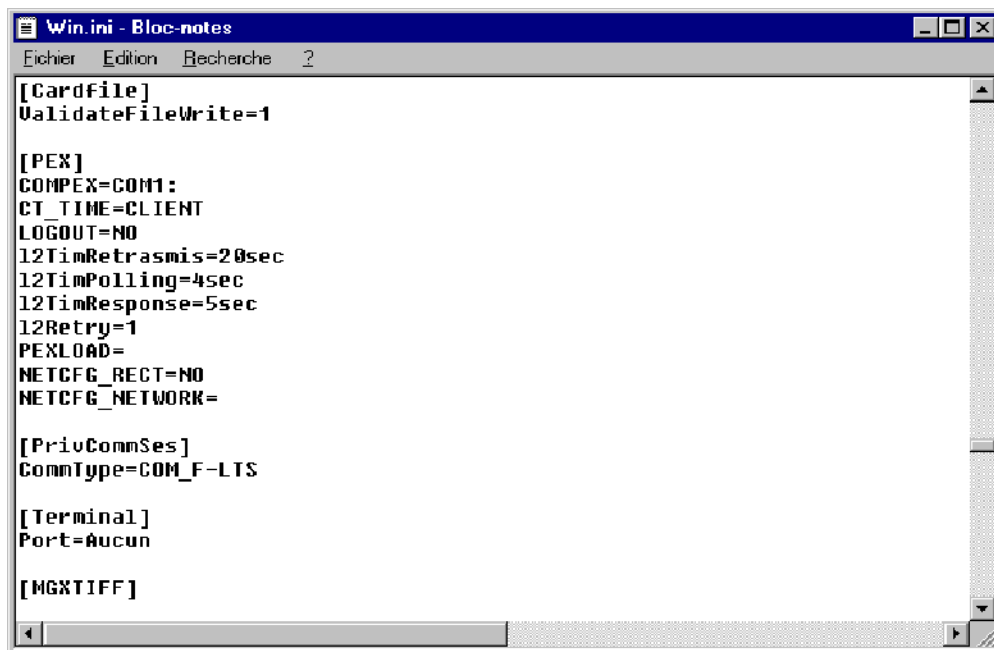 Win.ini - Bloc-notes
Fichier Edition Recherche ?
[Cardfile]
ValidateFileWrite=1
[PEX]
COMPEX=COM1:
CT_TIME=CLIENT
LOGOUT=NO
l2TimRetrasmis=20sec
l2TimPolling=4sec
l2TimResponse=5sec
l2Retry=1
PEXLOAD=
NETCFG_RECT=NO
NETCFG_NETWORK=
[PrivCommSes]
CommType=COM_F-LTS
[Terminal]
Port=Aucun
[MGXTIFF]